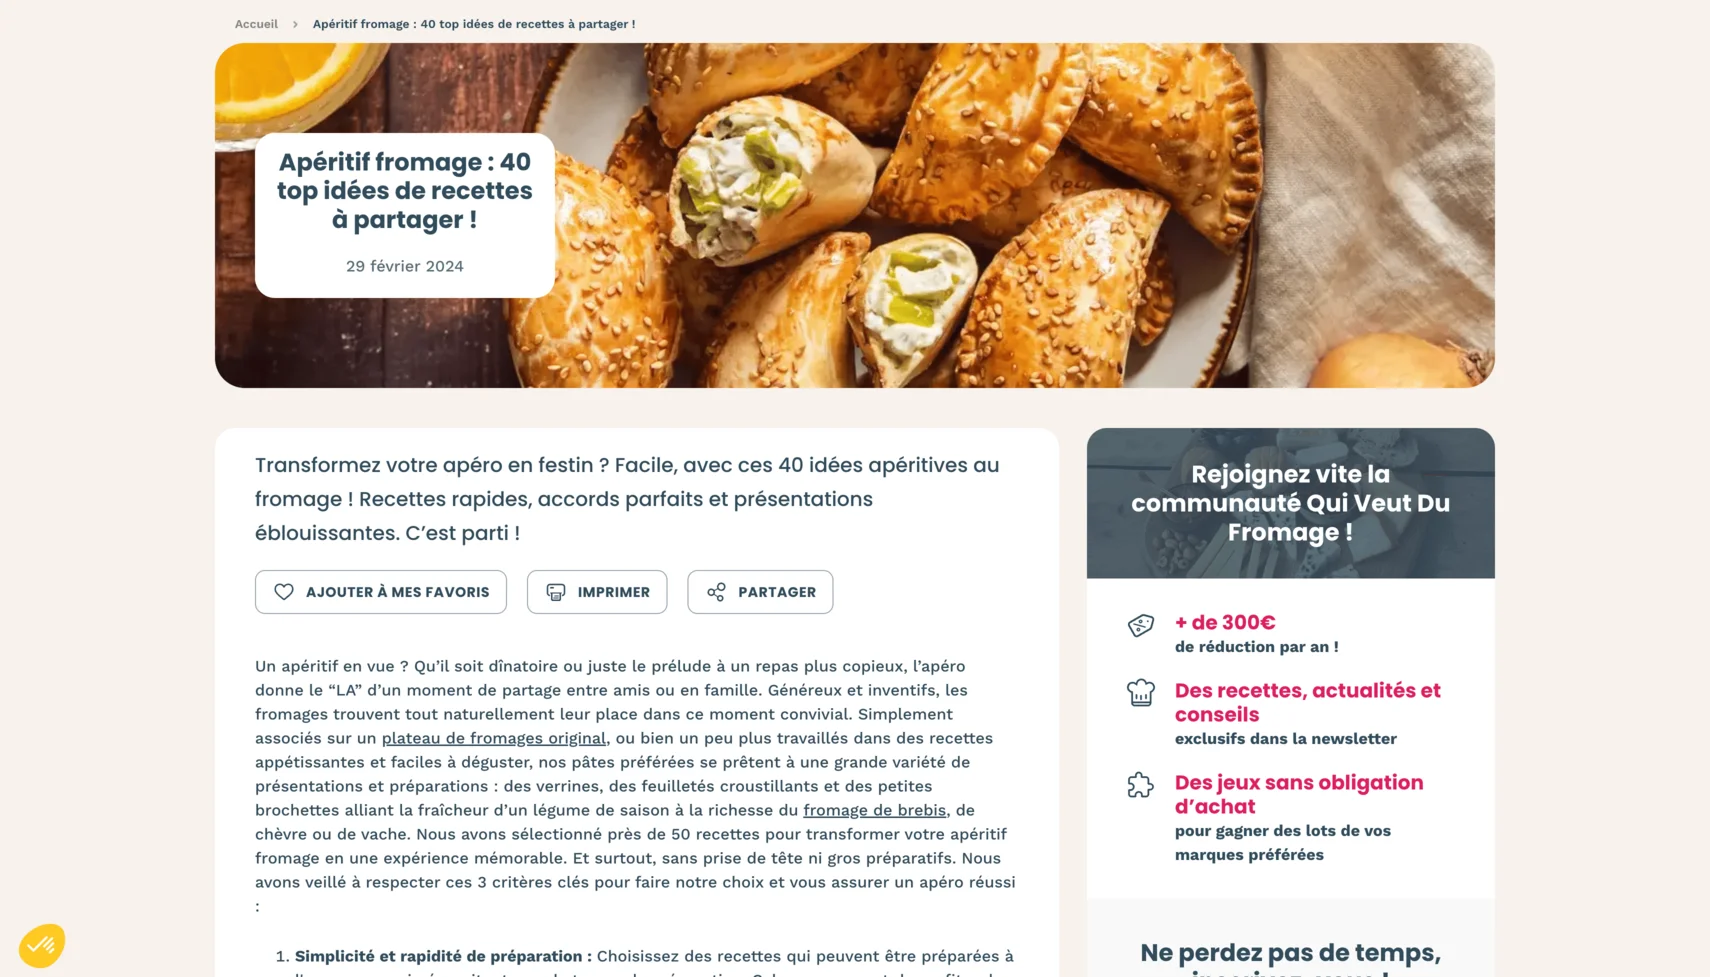 Accueil > Apéritif fromage : 40 top idées de recettes à partager !
Apéritif fromage : 40
top idées de recettes
à partager !
29 février 2024
Transformez votre apéro en festin ? Facile, avec ces 40 idées apéritives au
fromage ! Recettes rapides, accords parfaits et présentations
éblouissantes. C’est parti !
AJOUTER À MES FAVORIS
IMPRIMER
PARTAGER
Un apéritif en vue ? Qu’il soit dînatoire ou juste le prélude à un repas plus copieux, l’apéro
donne le “LA” d’un moment de partage entre amis ou en famille. Généreux et inventifs, les
fromages trouvent tout naturellement leur place dans ce moment convivial. Simplement
associés sur un plateau de fromages original, ou bien un peu plus travaillés dans des recettes
appétissantes et faciles à déguster, nos pâtes préférées se prêtent à une grande variété de
présentations et préparations : des verrines, des feuilletés croustillants et des petites
brochettes alliant la fraîcheur d’un légume de saison à la richesse du fromage de brebis, de
chèvre ou de vache. Nous avons sélectionné près de 50 recettes pour transformer votre apéritif
fromage en une expérience mémorable. Et surtout, sans prise de tête ni gros préparatifs. Nous
avons veillé à respecter ces 3 critères clés pour faire notre choix et vous assurer un apéro réussi
:
1. Simplicité et rapidité de préparation : Choisissez des recettes qui peuvent être préparées à
Rejoignez vite la
communauté Qui Veut Du
Fromage !
+ de 300€
de réduction par an !
Des recettes, actualités et
conseils
exclusifs dans la newsletter
Des jeux sans obligation
d’achat
pour gagner des lots de vos
marques préférées
Ne perdez pas de temps,